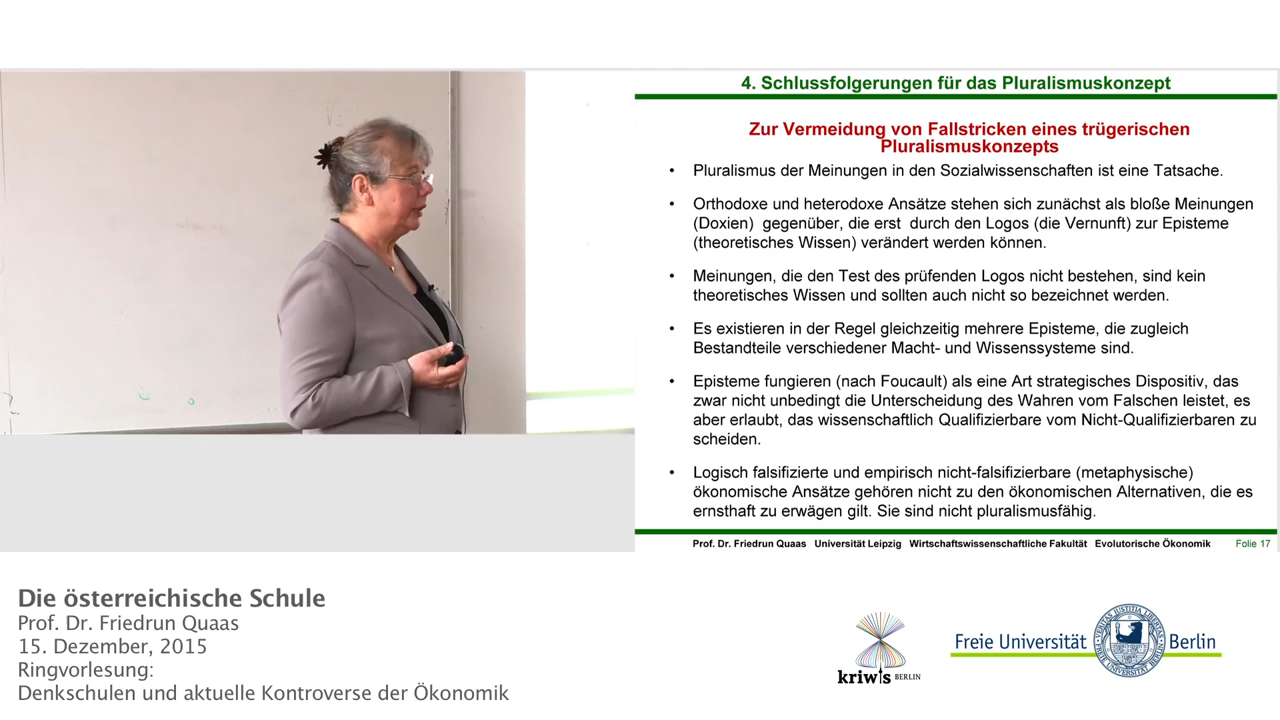 4. Schlussfolgerungen für das Pluralismuskonzept
Zur Vermeidung von Fallstricken eines trügerischen
Pluralismuskonzepts
• Pluralismus der Meinungen in den Sozialwissenschaften ist eine Tatsache.
• Orthodoxe und heterodoxe Ansätze stehen sich zunächst als bloße Meinungen
(Doxien) gegenüber, die erst durch den Logos (die Vernunft) zur Episteme
(theoretisches Wissen) verändert werden können.
• Meinungen, die den Test des prüfenden Logos nicht bestehen, sind kein
theoretisches Wissen und sollten auch nicht so bezeichnet werden.
• Es existieren in der Regel gleichzeitig mehrere Episteme, die zugleich
Bestandteile verschiedener Macht- und Wissenssysteme sind.
• Episteme fungieren (nach Foucault) als eine Art strategisches Dispositiv, das
zwar nicht unbedingt die Unterscheidung des Wahren vom Falschen leistet, es
aber erlaubt, das wissenschaftlich Qualifizierbare vom Nicht-Qualifizierbaren zu
scheiden.
• Logisch falsifizierte und empirisch nicht-falsifizierbare (metaphysische)
ökonomische Ansätze gehören nicht zu den ökonomischen Alternativen, die es
ernsthaft zu erwägen gilt. Sie sind nicht pluralismusfähig.
Prof. Dr. Friedrun Quaas Universität Leipzig Wirtschaftswissenschaftliche Fakultät Evolutorische Ökonomik Folie 17
Die österreichische Schule
Prof. Dr. Friedrun Quaas
15. Dezember, 2015
Ringvorlesung:
Denkschulen und aktuelle Kontroverse der Ökonomik
kriwis BERLIN
Freie Universität Berlin